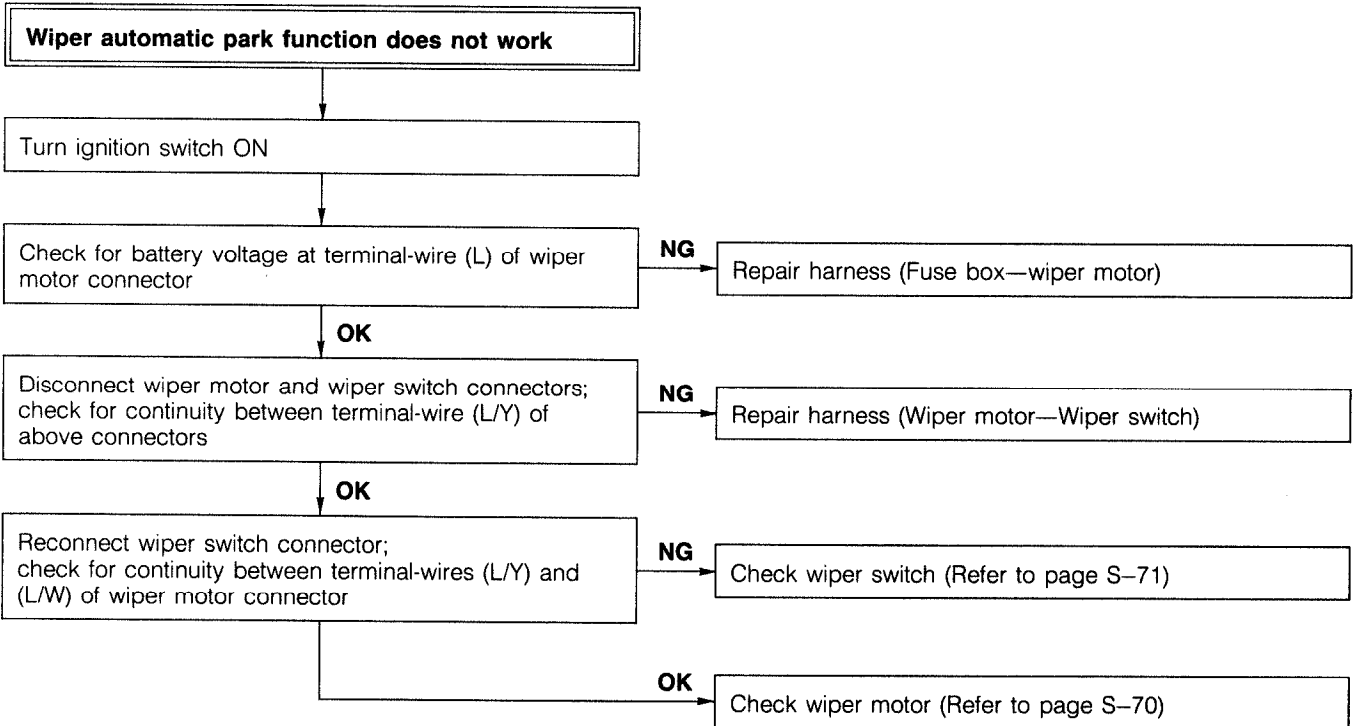 Wiper automatic park function does not work
Turn ignition switch ON
Check for battery voltage at terminal-wire (L) of wiper
motor connector
NG
Repair harness (Fuse box—wiper motor)
OK
Disconnect wiper motor and wiper switch connectors;
check for continuity between terminal-wire (L/Y) of
above connectors
NG
Repair harness (Wiper motor—Wiper switch)
OK
Reconnect wiper switch connector;
check for continuity between terminal-wires (L/Y) and
(L/W) of wiper motor connector
NG
Check wiper switch (Refer to page S–71)
OK
Check wiper motor (Refer to page S–70)